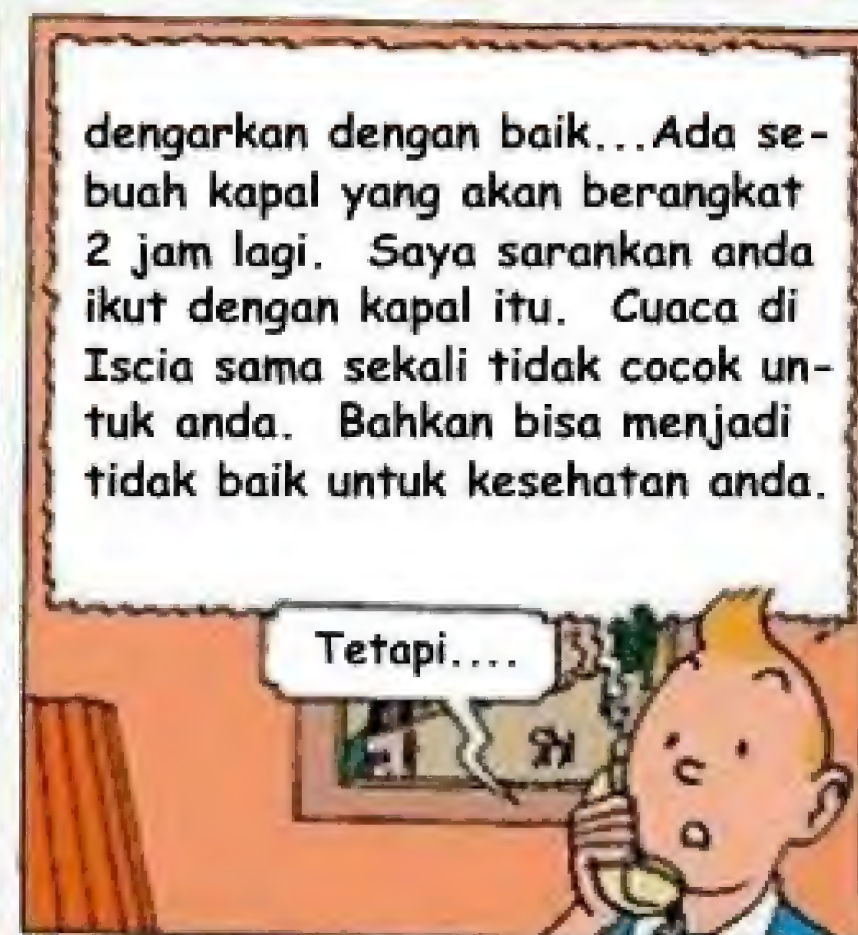 dengarkan dengan baik...Ada se-
buah kapal yang akan berangkat
2 jam lagi. Saya sarankan anda
ikut dengan kapal itu. Cuaca di
Iscia sama sekali tidak cocok un-
tuk anda. Bahkan bisa menjadi
tidak baik untuk kesehatan anda.
Tetapi....